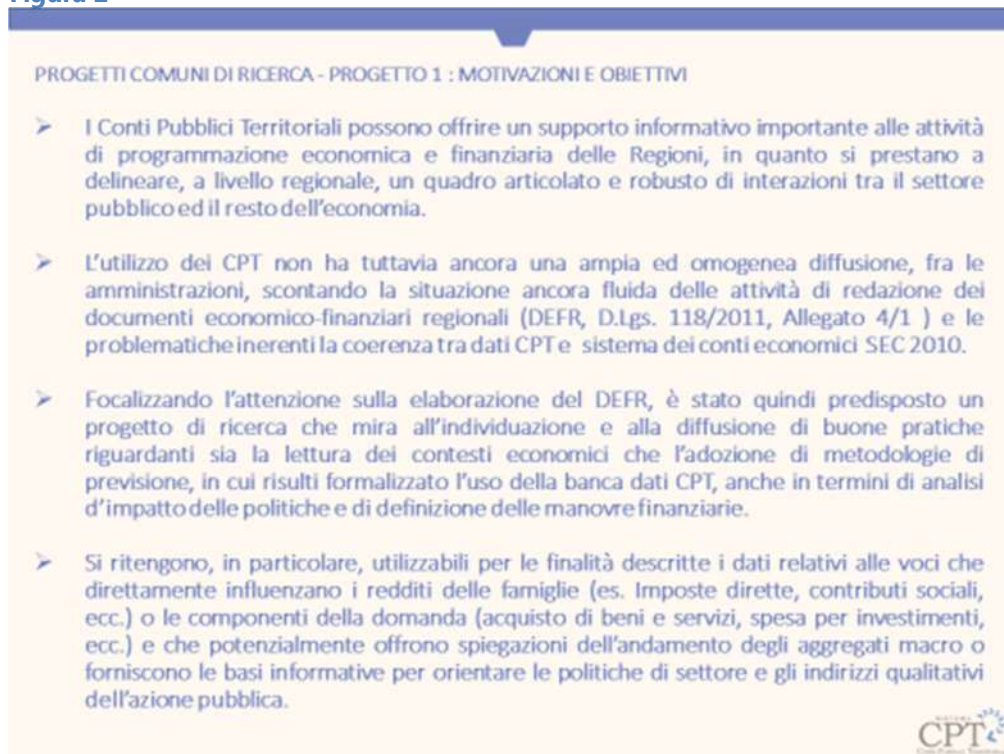 PROGETTI COMUNI DI RICERCA - PROGETTO 1 : MOTIVAZIONI E OBIETTIVI
➢ I Conti Pubblici Territoriali possono offrire un supporto informativo importante alle attività
di programmazione economica e finanziaria delle Regioni, in quanto si prestano a
delineare, a livello regionale, un quadro articolato e robusto di interazioni tra il settore
pubblico ed il resto dell'economia.
➢ L'utilizzo dei CPT non ha tuttavia ancora una ampia ed omogenea diffusione, fra le
amministrazioni, scontando la situazione ancora fluida delle attività di redazione dei
documenti economico-finanziari regionali (DEFR, D.Lgs. 118/2011, Allegato 4/1 ) e le
problematiche inerenti la coerenza tra dati CPT e sistema dei conti economici SEC 2010.
➢ Focalizzando l'attenzione sulla elaborazione del DEFR, è stato quindi predisposto un
progetto di ricerca che mira all'individuazione e alla diffusione di buone pratiche
riguardanti sia la lettura dei contesti economici che l'adozione di metodologie di
previsione, in cui risulti formalizzato l'uso della banca dati CPT, anche in termini di analisi
d'impatto delle politiche e di definizione delle manovre finanziarie.
➢ Si ritengono, in particolare, utilizzabili per le finalità descritte i dati relativi alle voci che
direttamente influenzano i redditi delle famiglie (es. Imposte dirette, contributi sociali,
ecc.) o le componenti della domanda (acquisto di beni e servizi, spesa per investimenti,
ecc.) e che potenzialmente offrono spiegazioni dell'andamento degli aggregati macro o
forniscono le basi informative per orientare le politiche di settore e gli indirizzi qualitativi
dell'azione pubblica.
CPT